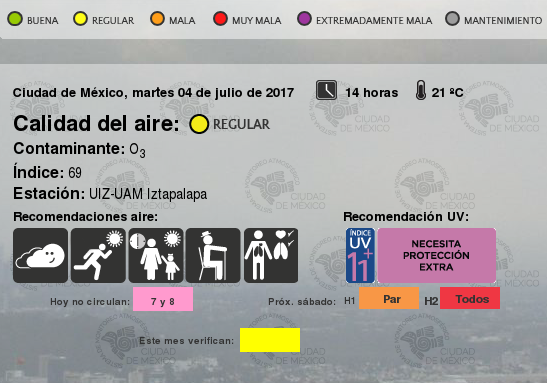 BUENA REGULAR MALA MUY MALA EXTREMADAMENTE MALA MANTENIMIENTO
Ciudad de México, martes 04 de julio de 2017 14 horas 21 ºC
Calidad del aire: REGULAR
Contaminante: O3
Índice: 69
Estación: UIZ-UAM Iztapalapa
Recomendaciones aire: Recomendación UV:
ÍNDICE
UV
11+
NECESITA
PROTECCIÓN
EXTRA
Hoy no circulan: 7 y 8 Próx. sábado: H1 Par H2 Todos
Este mes verifican:
CIUDAD
DE MÉXICO